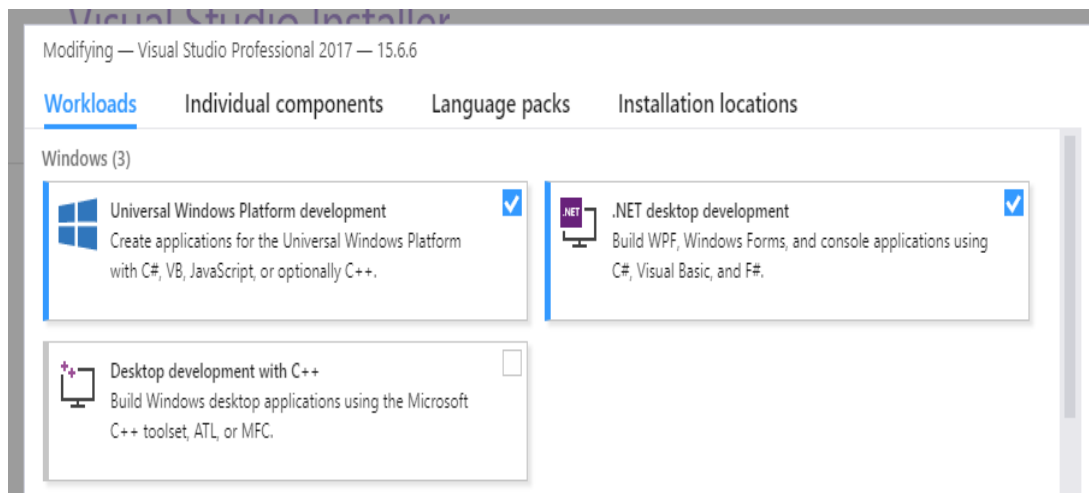 Visual Studio Installer
Modifying — Visual Studio Professional 2017 — 15.6.6
Workloads Individual components Language packs Installation locations
Windows (3)
Universal Windows Platform development
Create applications for the Universal Windows Platform
with C#, VB, JavaScript, or optionally C++.
.NET
.NET desktop development
Build WPF, Windows Forms, and console applications using
C#, Visual Basic, and F#.
Desktop development with C++
Build Windows desktop applications using the Microsoft
C++ toolset, ATL, or MFC.